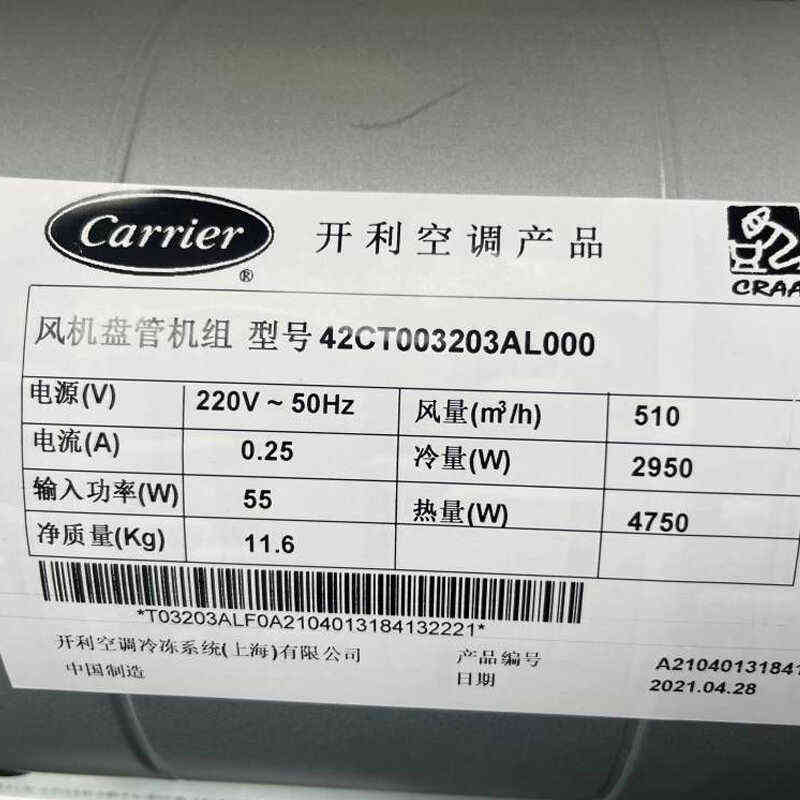 Carrier ® 开利空调产品 CRAA
风机盘管机组 型号 42CT003203AL000
电源(V) 220V ~ 50Hz 风量(m³/h) 510
电流(A) 0.25 冷量(W) 2950
输入功率(W) 55 热量(W) 4750
净质量(Kg) 11.6
*T03203ALF0A2104013184132221*
开利空调冷冻系统(上海)有限公司 产品编号 A2104013184
中国制造 日期 2021.04.28